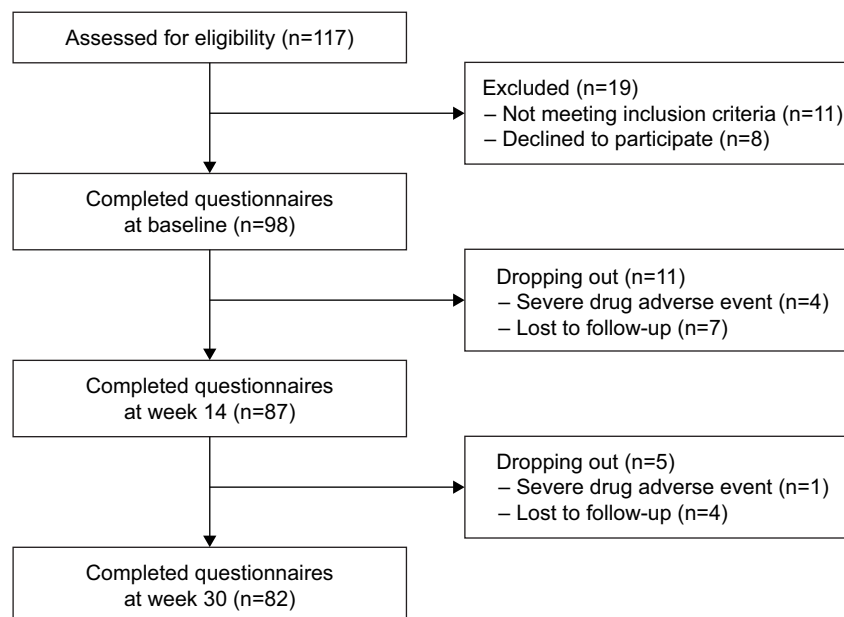 Assessed for eligibility (n=117)
Excluded (n=19)
– Not meeting inclusion criteria (n=11)
– Declined to participate (n=8)
Completed questionnaires
at baseline (n=98)
Dropping out (n=11)
– Severe drug adverse event (n=4)
– Lost to follow-up (n=7)
Completed questionnaires
at week 14 (n=87)
Dropping out (n=5)
– Severe drug adverse event (n=1)
– Lost to follow-up (n=4)
Completed questionnaires
at week 30 (n=82)